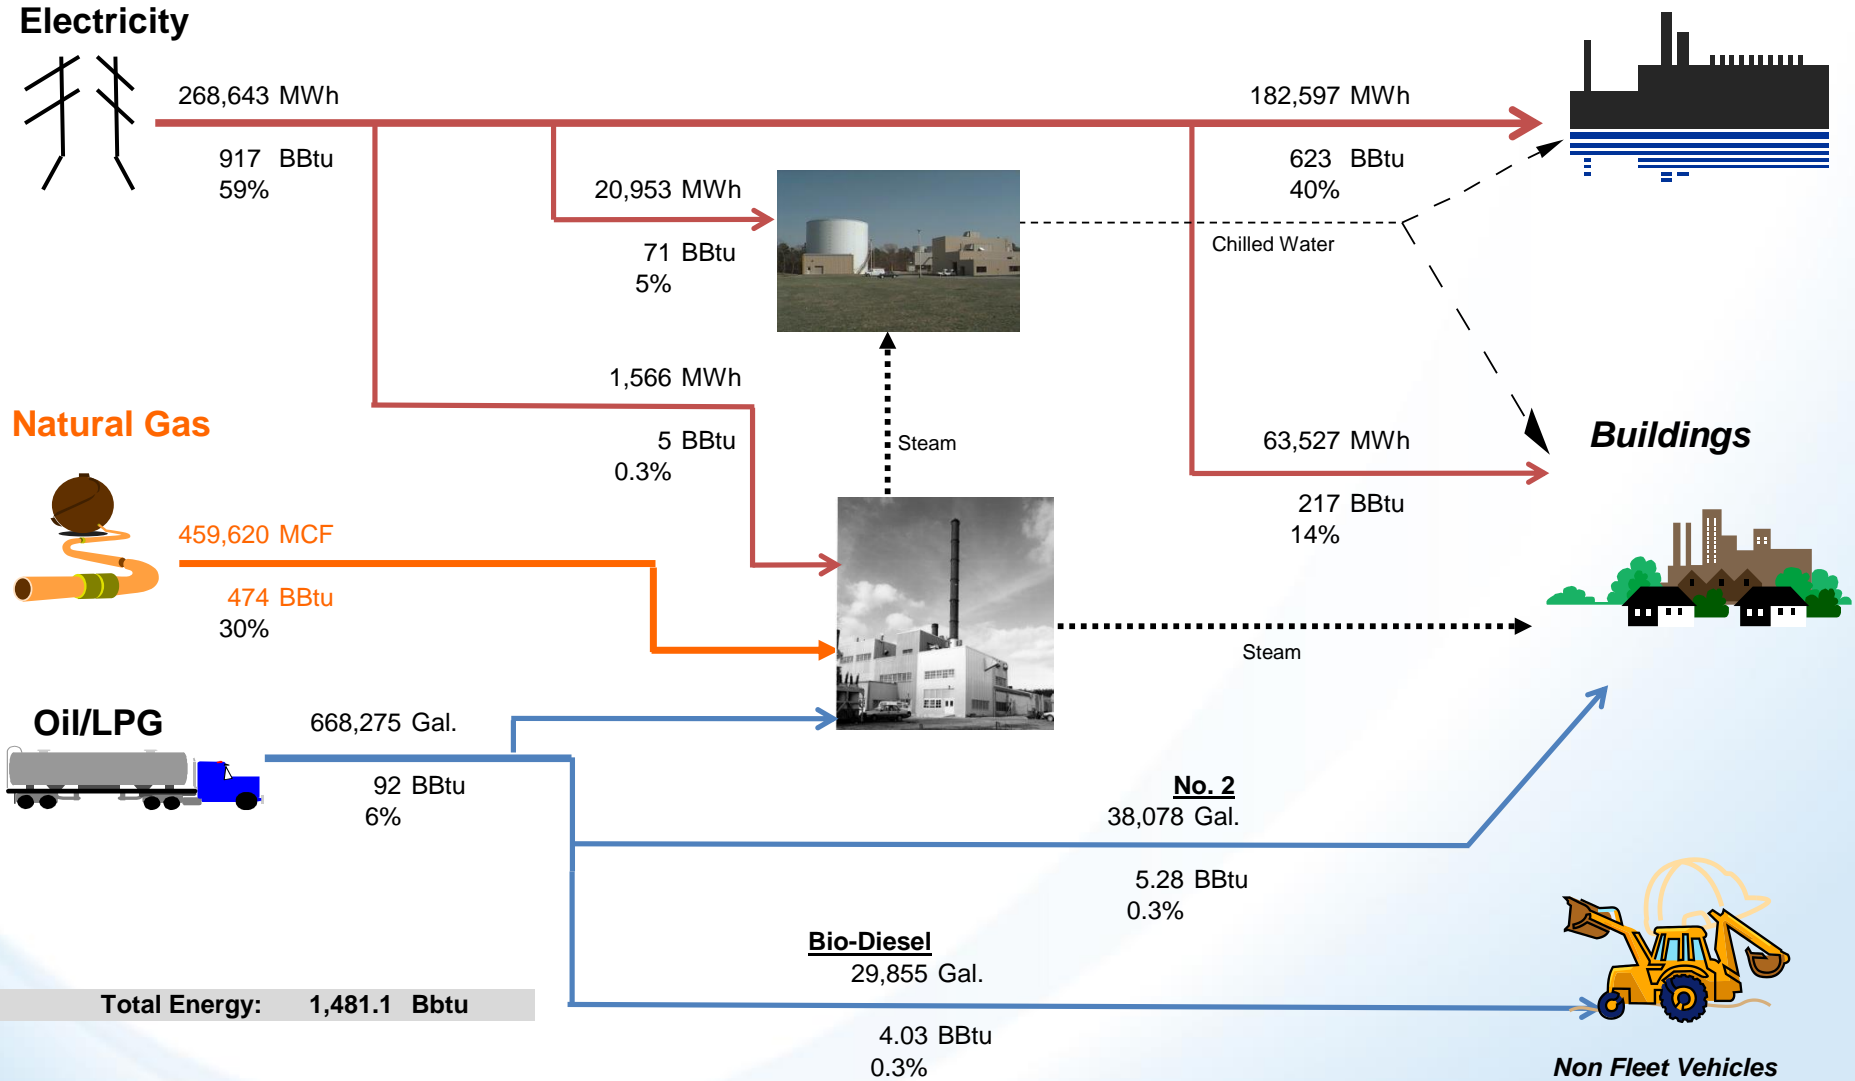 Electricity
268,643 MWh
917 BBtu
59%
182,597 MWh
623 BBtu
40%
20,953 MWh
71 BBtu
5%
Chilled Water
1,566 MWh
5 BBtu
0.3%
Steam
63,527 MWh
217 BBtu
14%
Buildings
Natural Gas
459,620 MCF
474 BBtu
30%
Steam
Oil/LPG
668,275 Gal.
92 BBtu
6%
No. 2
38,078 Gal.
5.28 BBtu
0.3%
Bio-Diesel
29,855 Gal.
4.03 BBtu
0.3%
Total Energy: 1,481.1 Bbtu
Non Fleet Vehicles